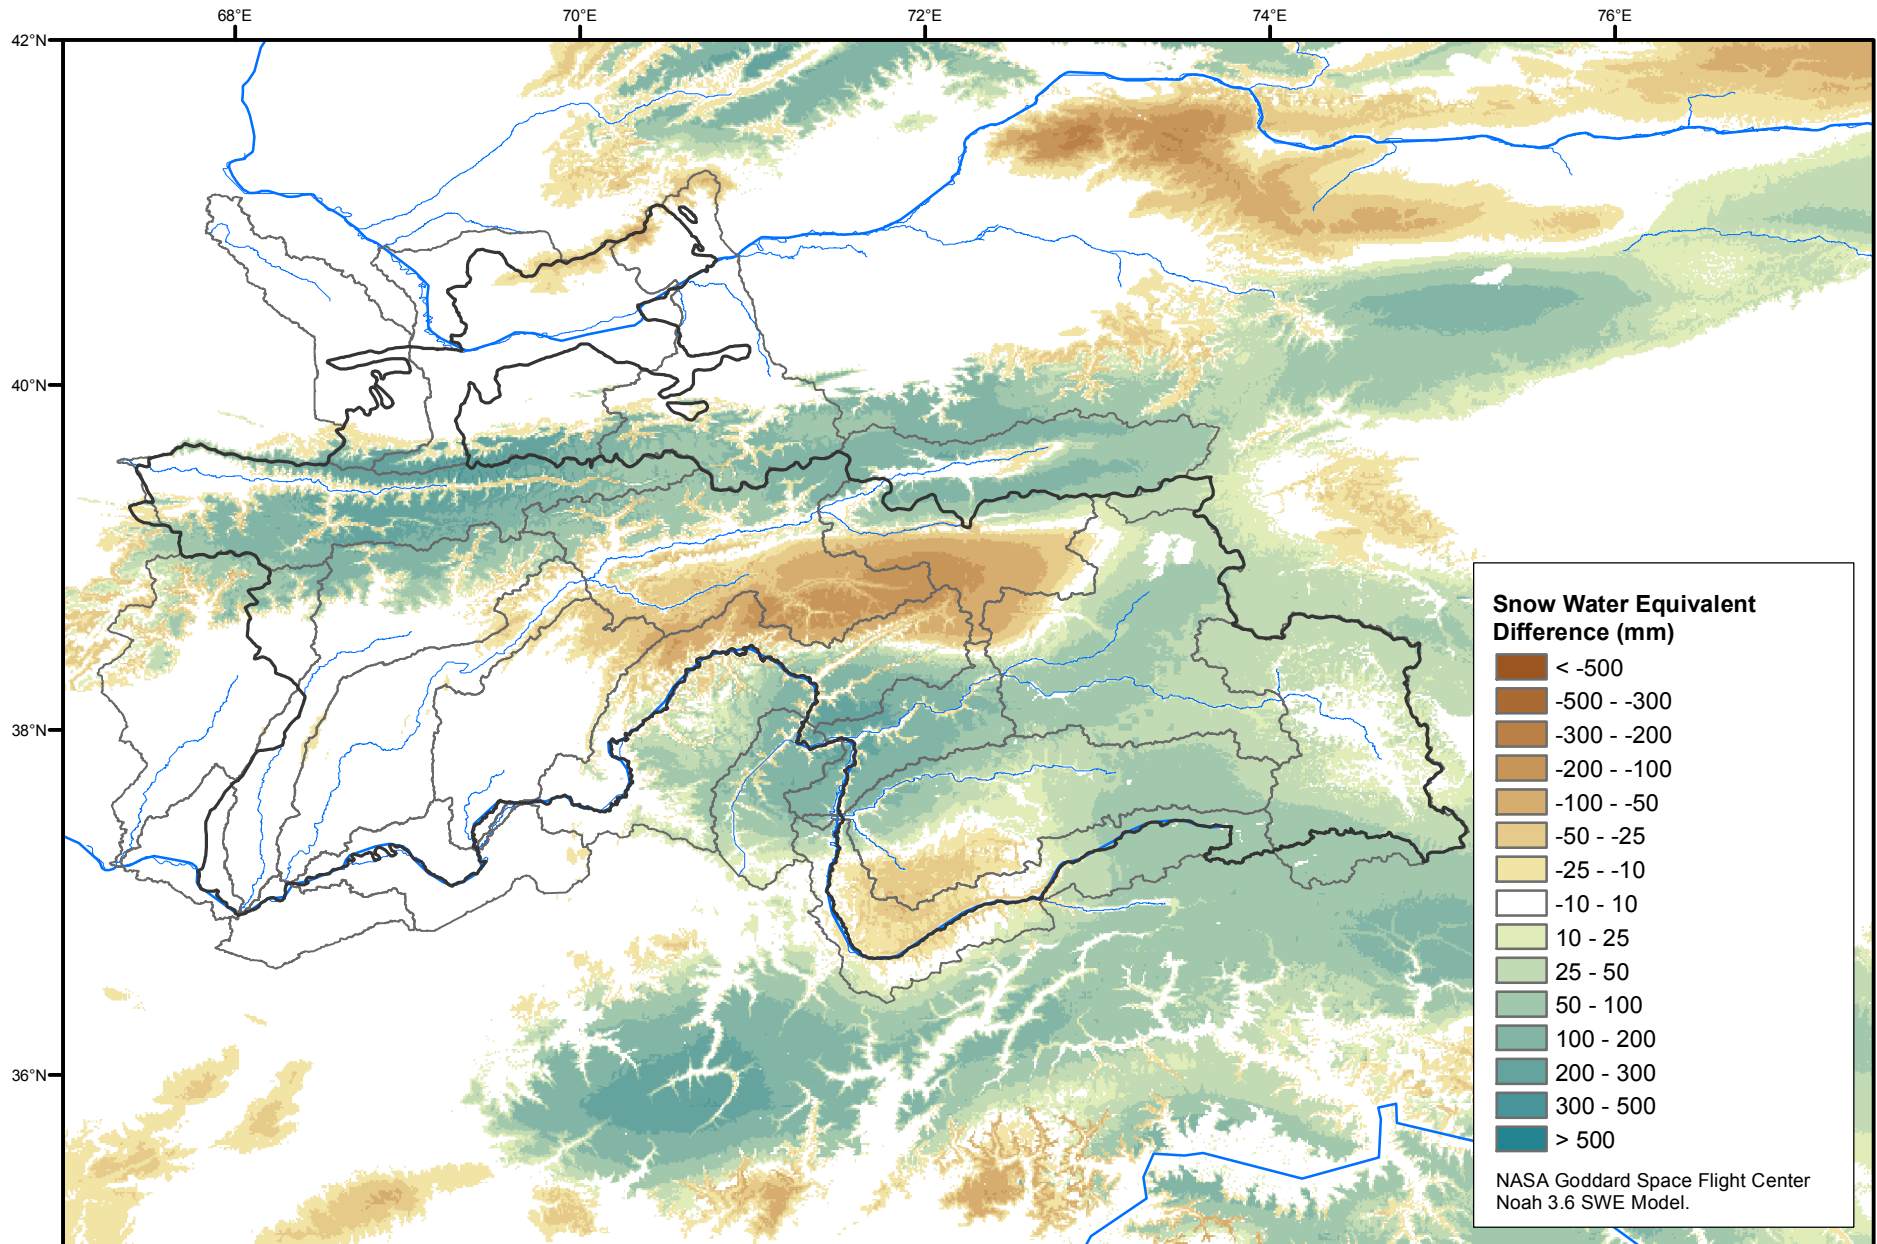 68°E
70°E
72°E
74°E
76°E
42°N
40°N
38°N
36°N
Snow Water Equivalent
Difference (mm)
< -500
-500 - -300
-300 - -200
-200 - -100
-100 - -50
-50 - -25
-25 - -10
-10 - 10
10 - 25
25 - 50
50 - 100
100 - 200
200 - 300
300 - 500
> 500
NASA Goddard Space Flight Center
Noah 3.6 SWE Model.